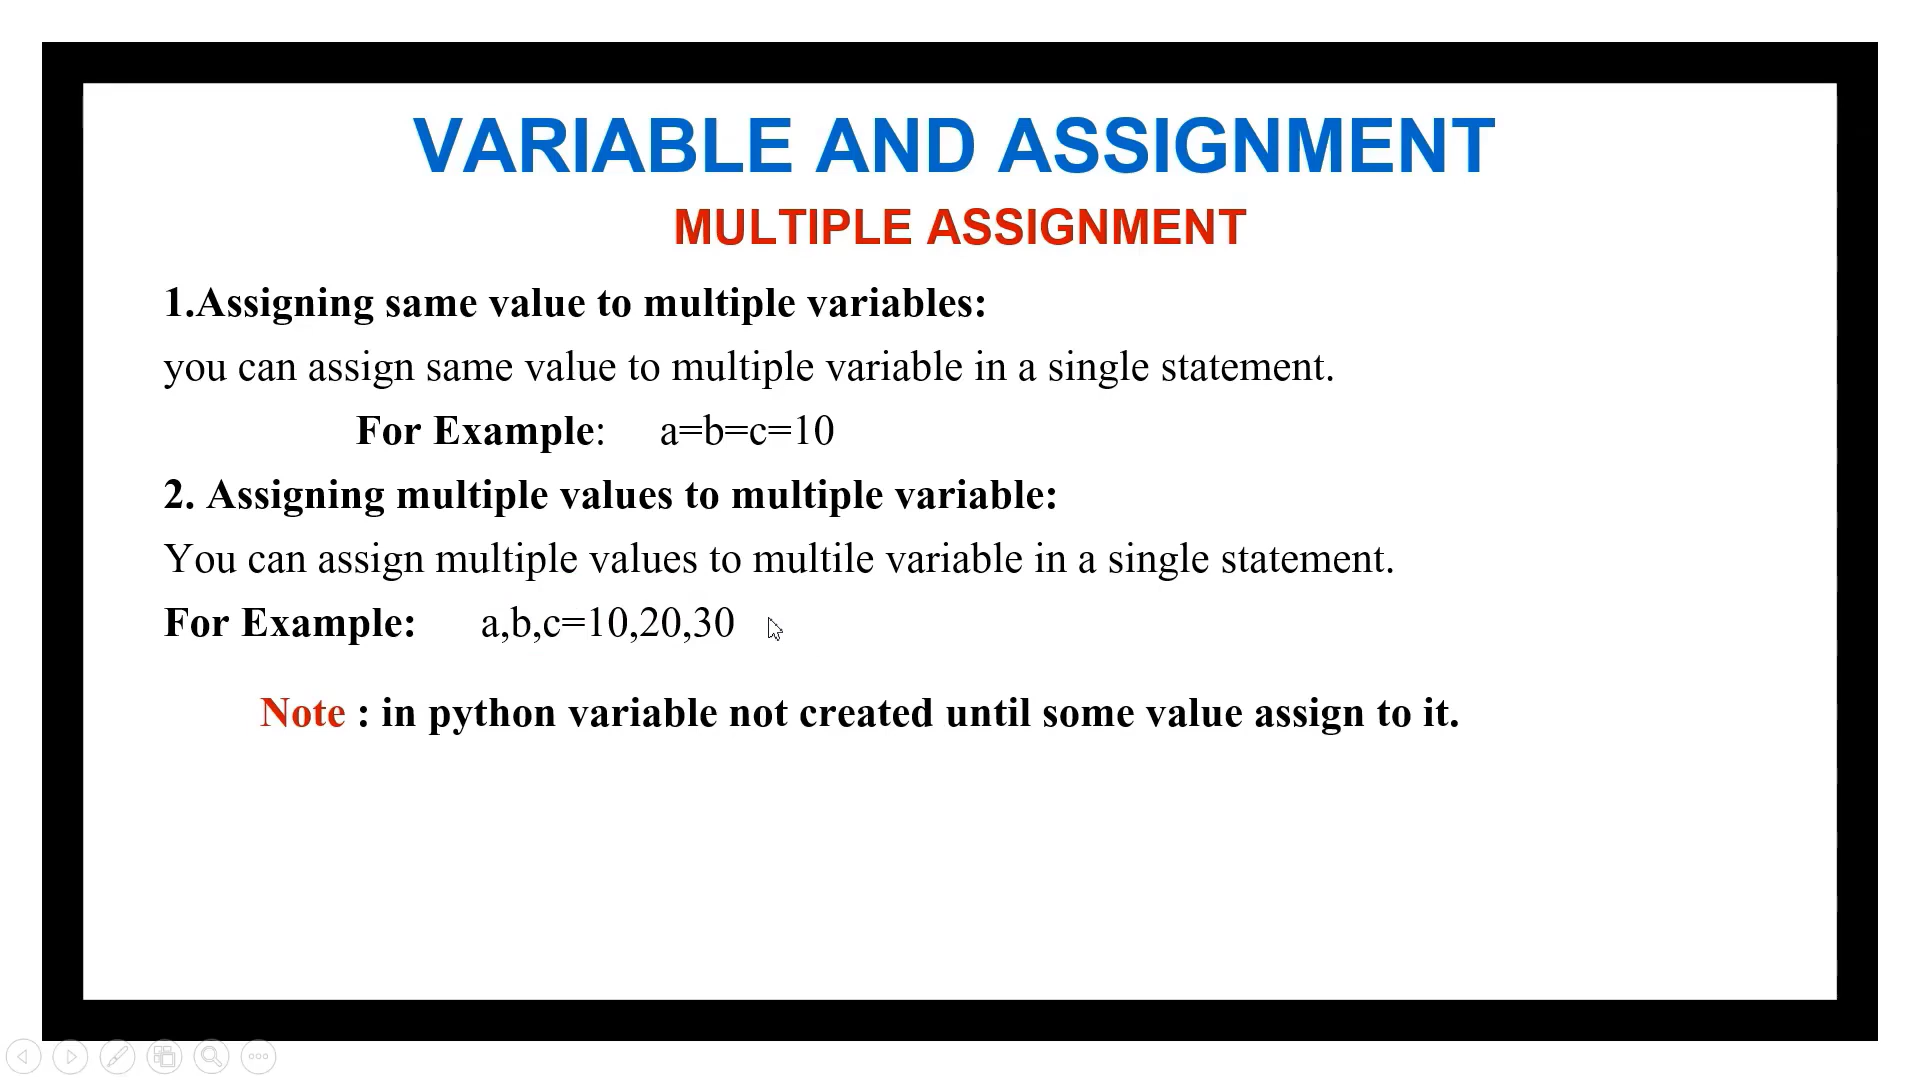 VARIABLE AND ASSIGNMENT
MULTIPLE ASSIGNMENT
1.Assigning same value to multiple variables:
you can assign same value to multiple variable in a single statement.
For Example: a=b=c=10
2. Assigning multiple values to multiple variable:
You can assign multiple values to multile variable in a single statement.
For Example: a,b,c=10,20,30
Note : in python variable not created until some value assign to it.